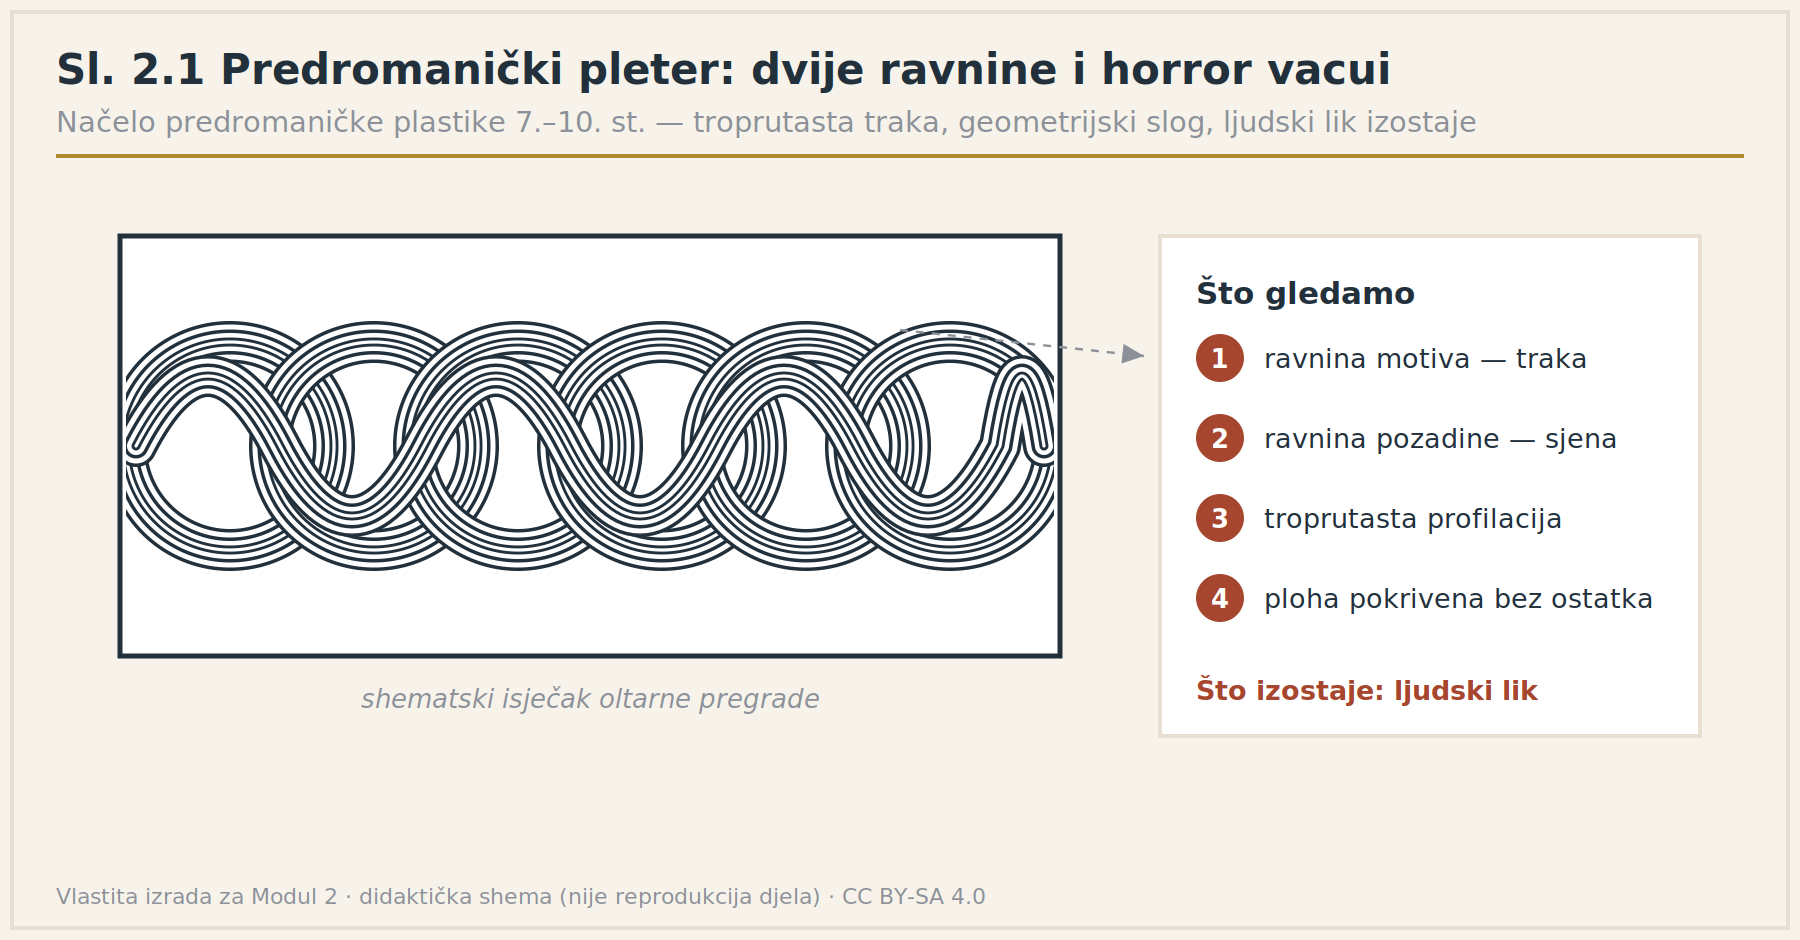 Sl. 2.1 Predromanički pleter: dvije ravnine i horror vacui
Načelo predromaničke plastike 7.–10. st. — troprutasta traka, geometrijski slog, ljudski lik izostaje
Što gledamo
1 ravnina motiva — traka
2 ravnina pozadine — sjena
3 troprutasta profilacija
4 ploha pokrivena bez ostatka
Što izostaje: ljudski lik
shematski isječak oltarne pregrade
Vlastita izrada za Modul 2 · didaktička shema (nije reprodukcija djela) · CC BY-SA 4.0